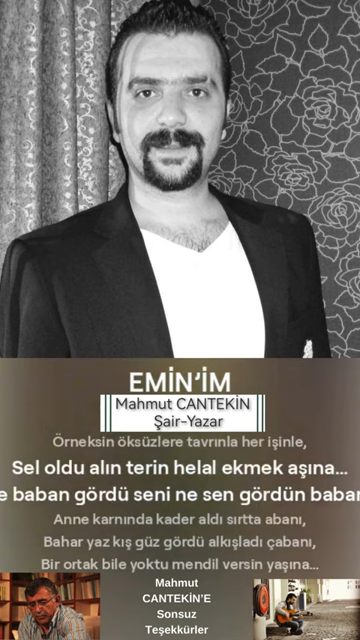 EMİN'İM
Mahmut CANTEKİN
Şair-Yazar
Örneksin öksüzlere tavrınla her işinle,
Sel oldu alın terin helal ekmek aşına...
e baban gördü seni ne sen gördün baban
Anne karnında kader aldı sırtta abanı,
Bahar yaz kış güz gördü alkışladı çabanı,
Bir ortak bile yoktu mendil versin yaşına...
Mahmut
CANTEKİN'E
Sonsuz
Teşekkürler